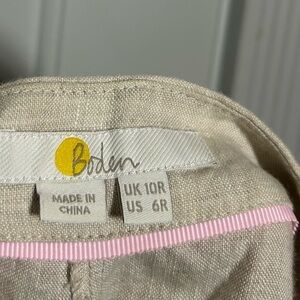 Boden
MADE IN
CHINA
UK 10R
US 6R